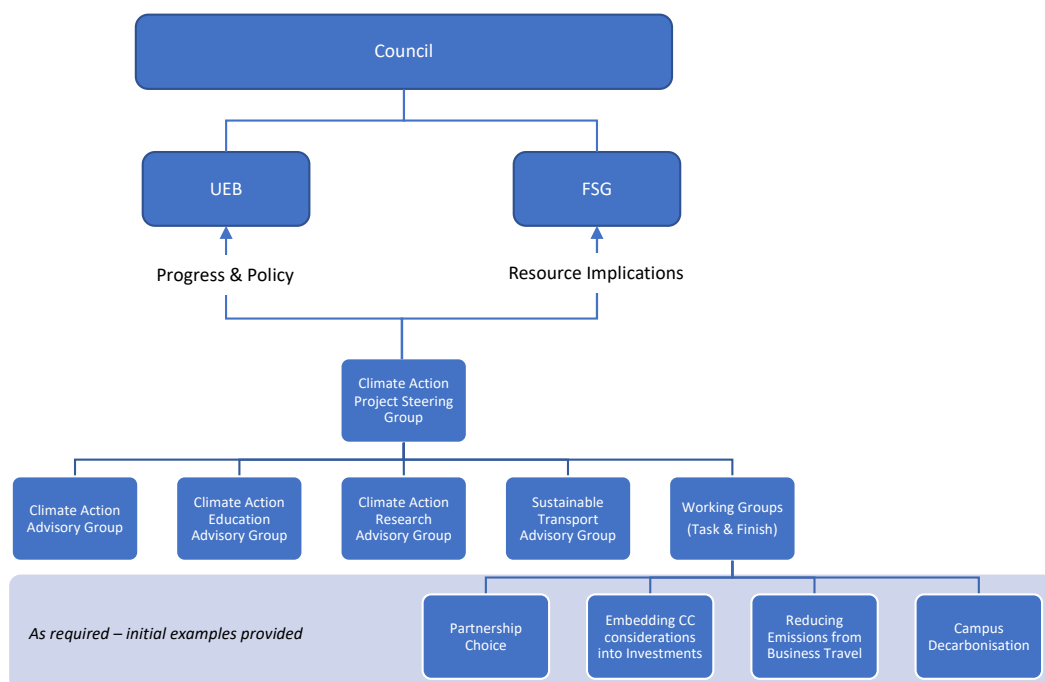 Council
UEB
FSG
Progress & Policy
Resource Implications
Climate Action
Project Steering
Group
Climate Action
Advisory Group
Climate Action
Education
Advisory Group
Climate Action
Research
Advisory Group
Sustainable
Transport
Advisory Group
Working Groups
(Task & Finish)
As required – initial examples provided
Partnership
Choice
Embedding CC
considerations
into Investments
Reducing
Emissions from
Business Travel
Campus
Decarbonisation